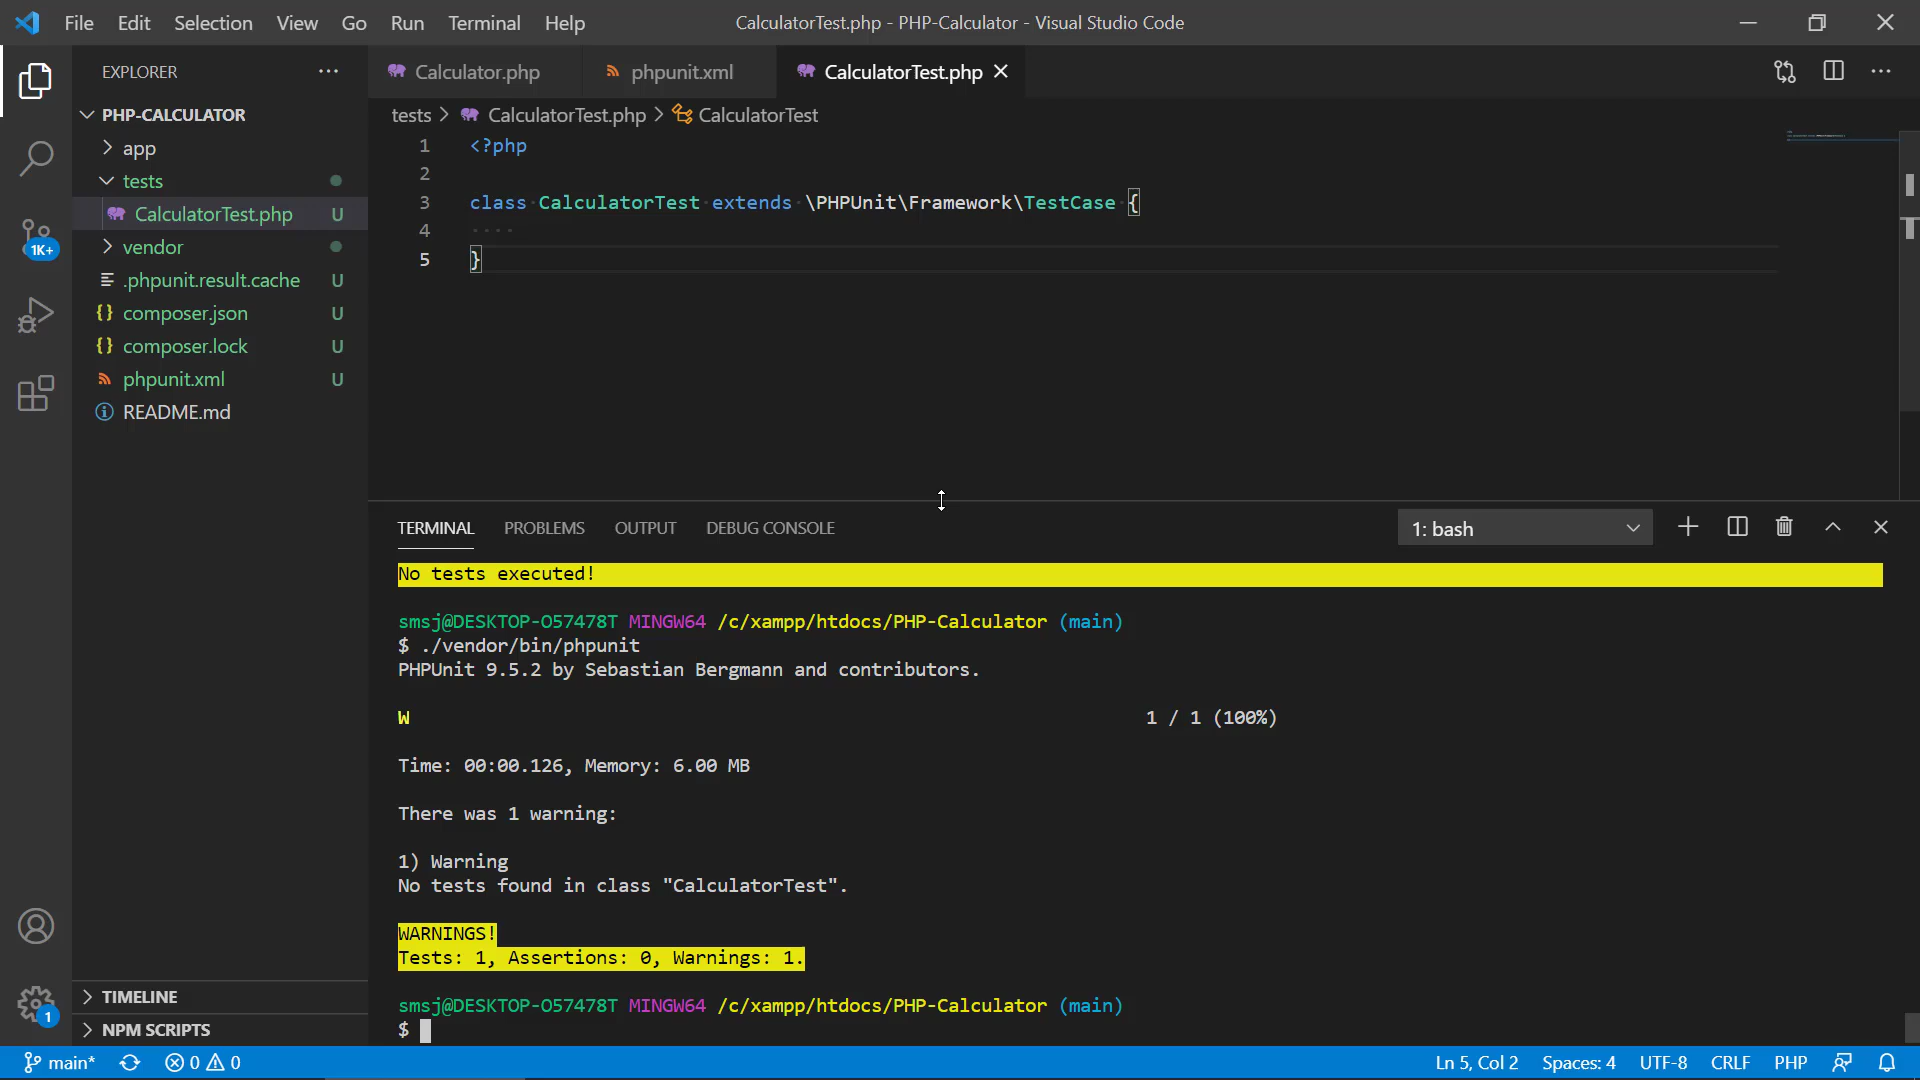 File Edit Selection View Go Run Terminal Help
CalculatorTest.php - PHP-Calculator - Visual Studio Code
EXPLORER
PHP-CALCULATOR
app
tests
CalculatorTest.php U
vendor
.phpunit.result.cache U
composer.json U
composer.lock U
phpunit.xml U
README.md
TIMELINE
NPM SCRIPTS
1K+
1
Calculator.php
phpunit.xml
CalculatorTest.php
tests > CalculatorTest.php > CalculatorTest
1 <?php
2
3 class CalculatorTest extends \PHPUnit\Framework\TestCase {
4 ····
5 }
TERMINAL PROBLEMS OUTPUT DEBUG CONSOLE
1: bash
No tests executed!
smsj@DESKTOP-O57478T MINGW64 /c/xampp/htdocs/PHP-Calculator (main)
$ ./vendor/bin/phpunit
PHPUnit 9.5.2 by Sebastian Bergmann and contributors.
W 1 / 1 (100%)
Time: 00:00.126, Memory: 6.00 MB
There was 1 warning:
1) Warning
No tests found in class "CalculatorTest".
WARNINGS!
Tests: 1, Assertions: 0, Warnings: 1.
smsj@DESKTOP-O57478T MINGW64 /c/xampp/htdocs/PHP-Calculator (main)
$
main* 0 0 Ln 5, Col 2 Spaces: 4 UTF-8 CRLF PHP